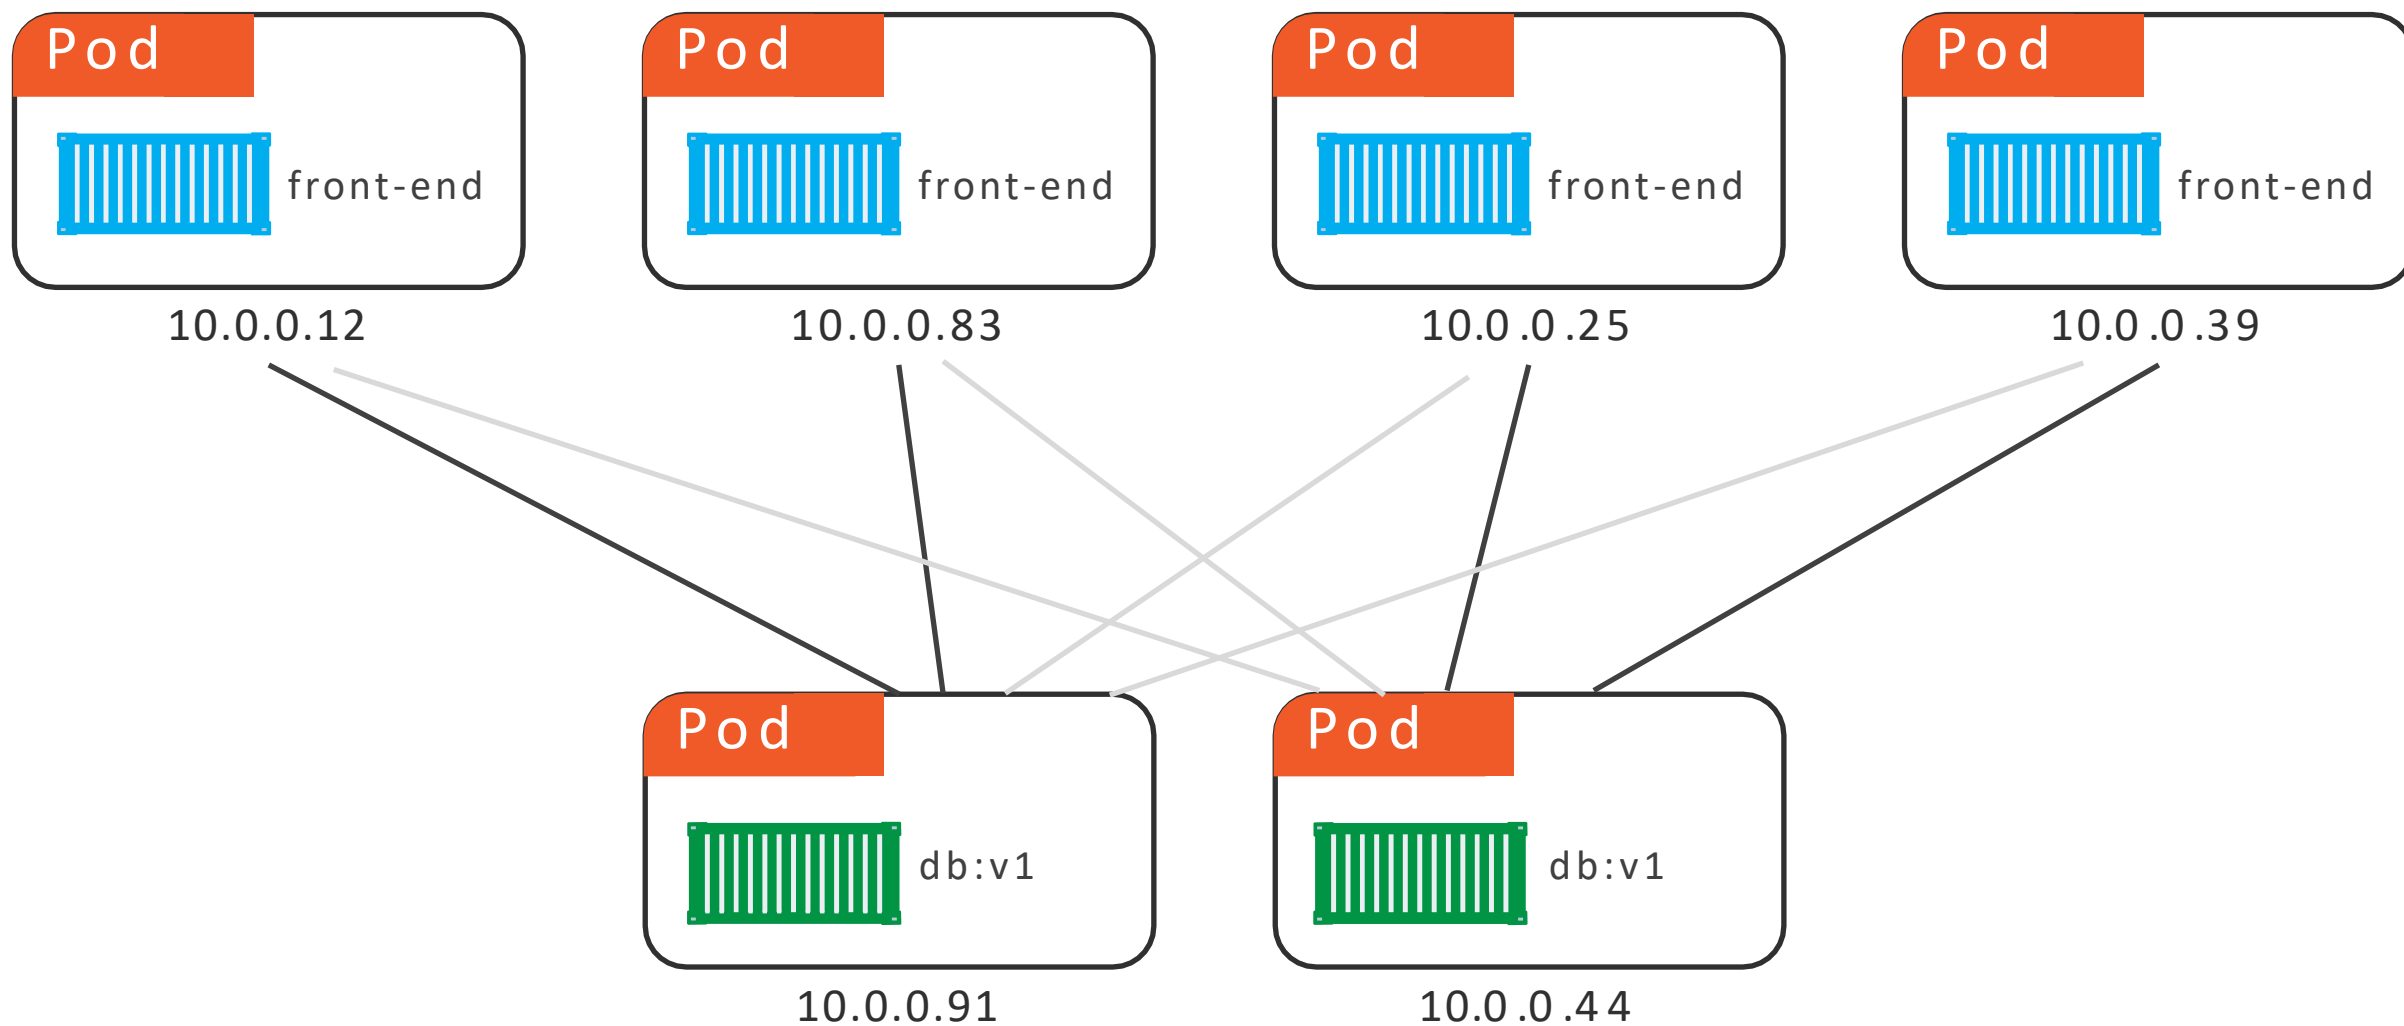 Pod
Pod
Pod
Pod
front-end
front-end
front-end
front-end
10.0.0.12
10.0.0.83
10.0.0.25
10.0.0.39
Pod
Pod
db:v1
db:v1
10.0.0.91
10.0.0.44